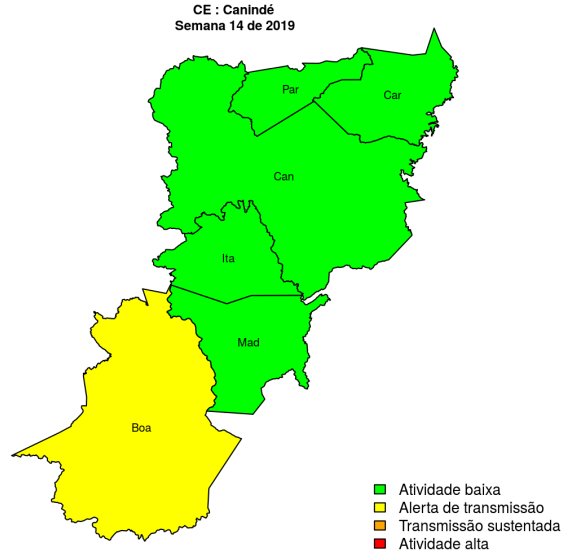 CE : Canindé
Semana 14 de 2019
Par
Car
Can
Ita
Mad
Boa
Atividade baixa
Alerta de transmissão
Transmissão sustentada
Atividade alta